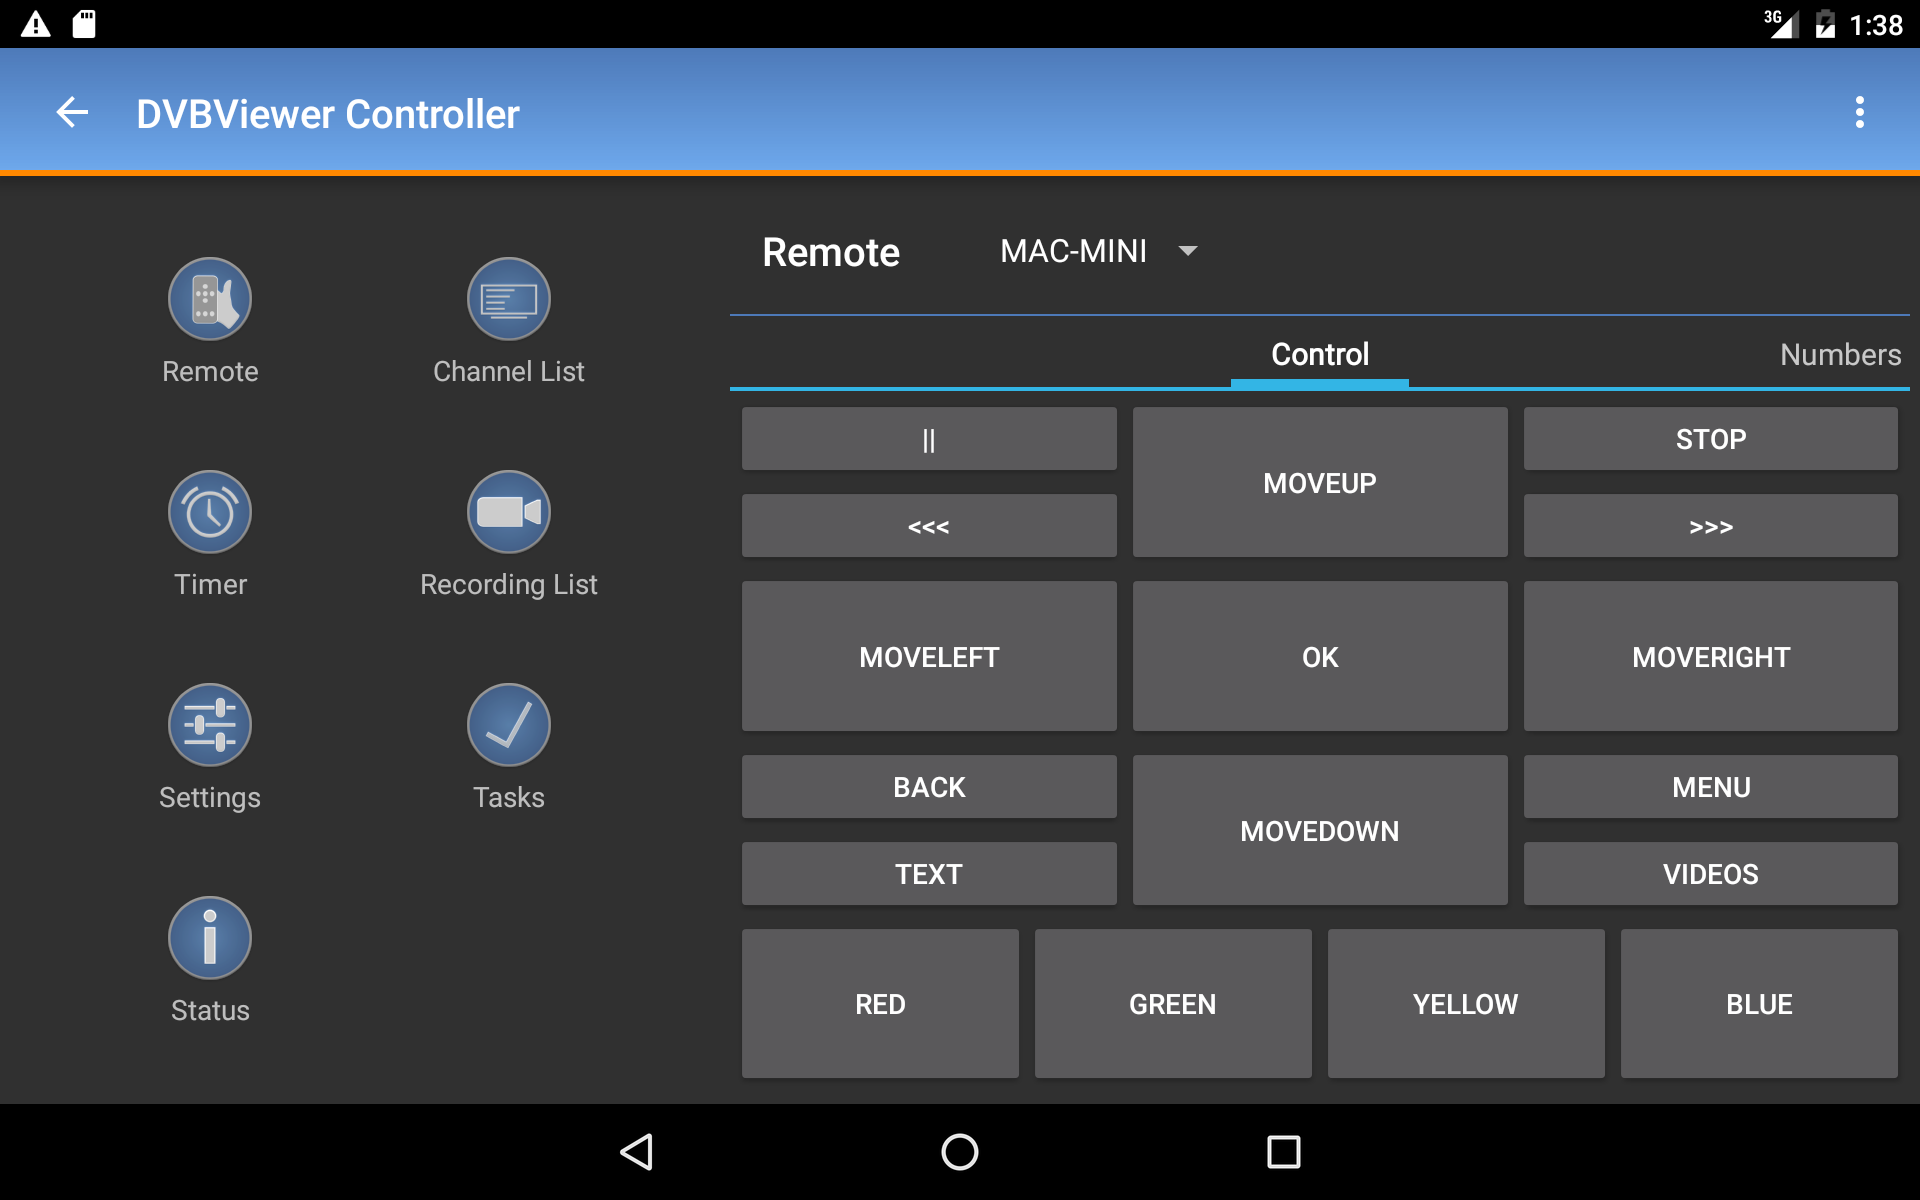 3G 1:38
DVBViewer Controller
Remote
Channel List
Timer
Recording List
Settings
Tasks
Status
Remote MAC-MINI
Control Numbers
|| MOVEUP STOP
<<< >>>
MOVELEFT OK MOVERIGHT
BACK MOVEDOWN MENU
TEXT VIDEOS
RED GREEN YELLOW BLUE